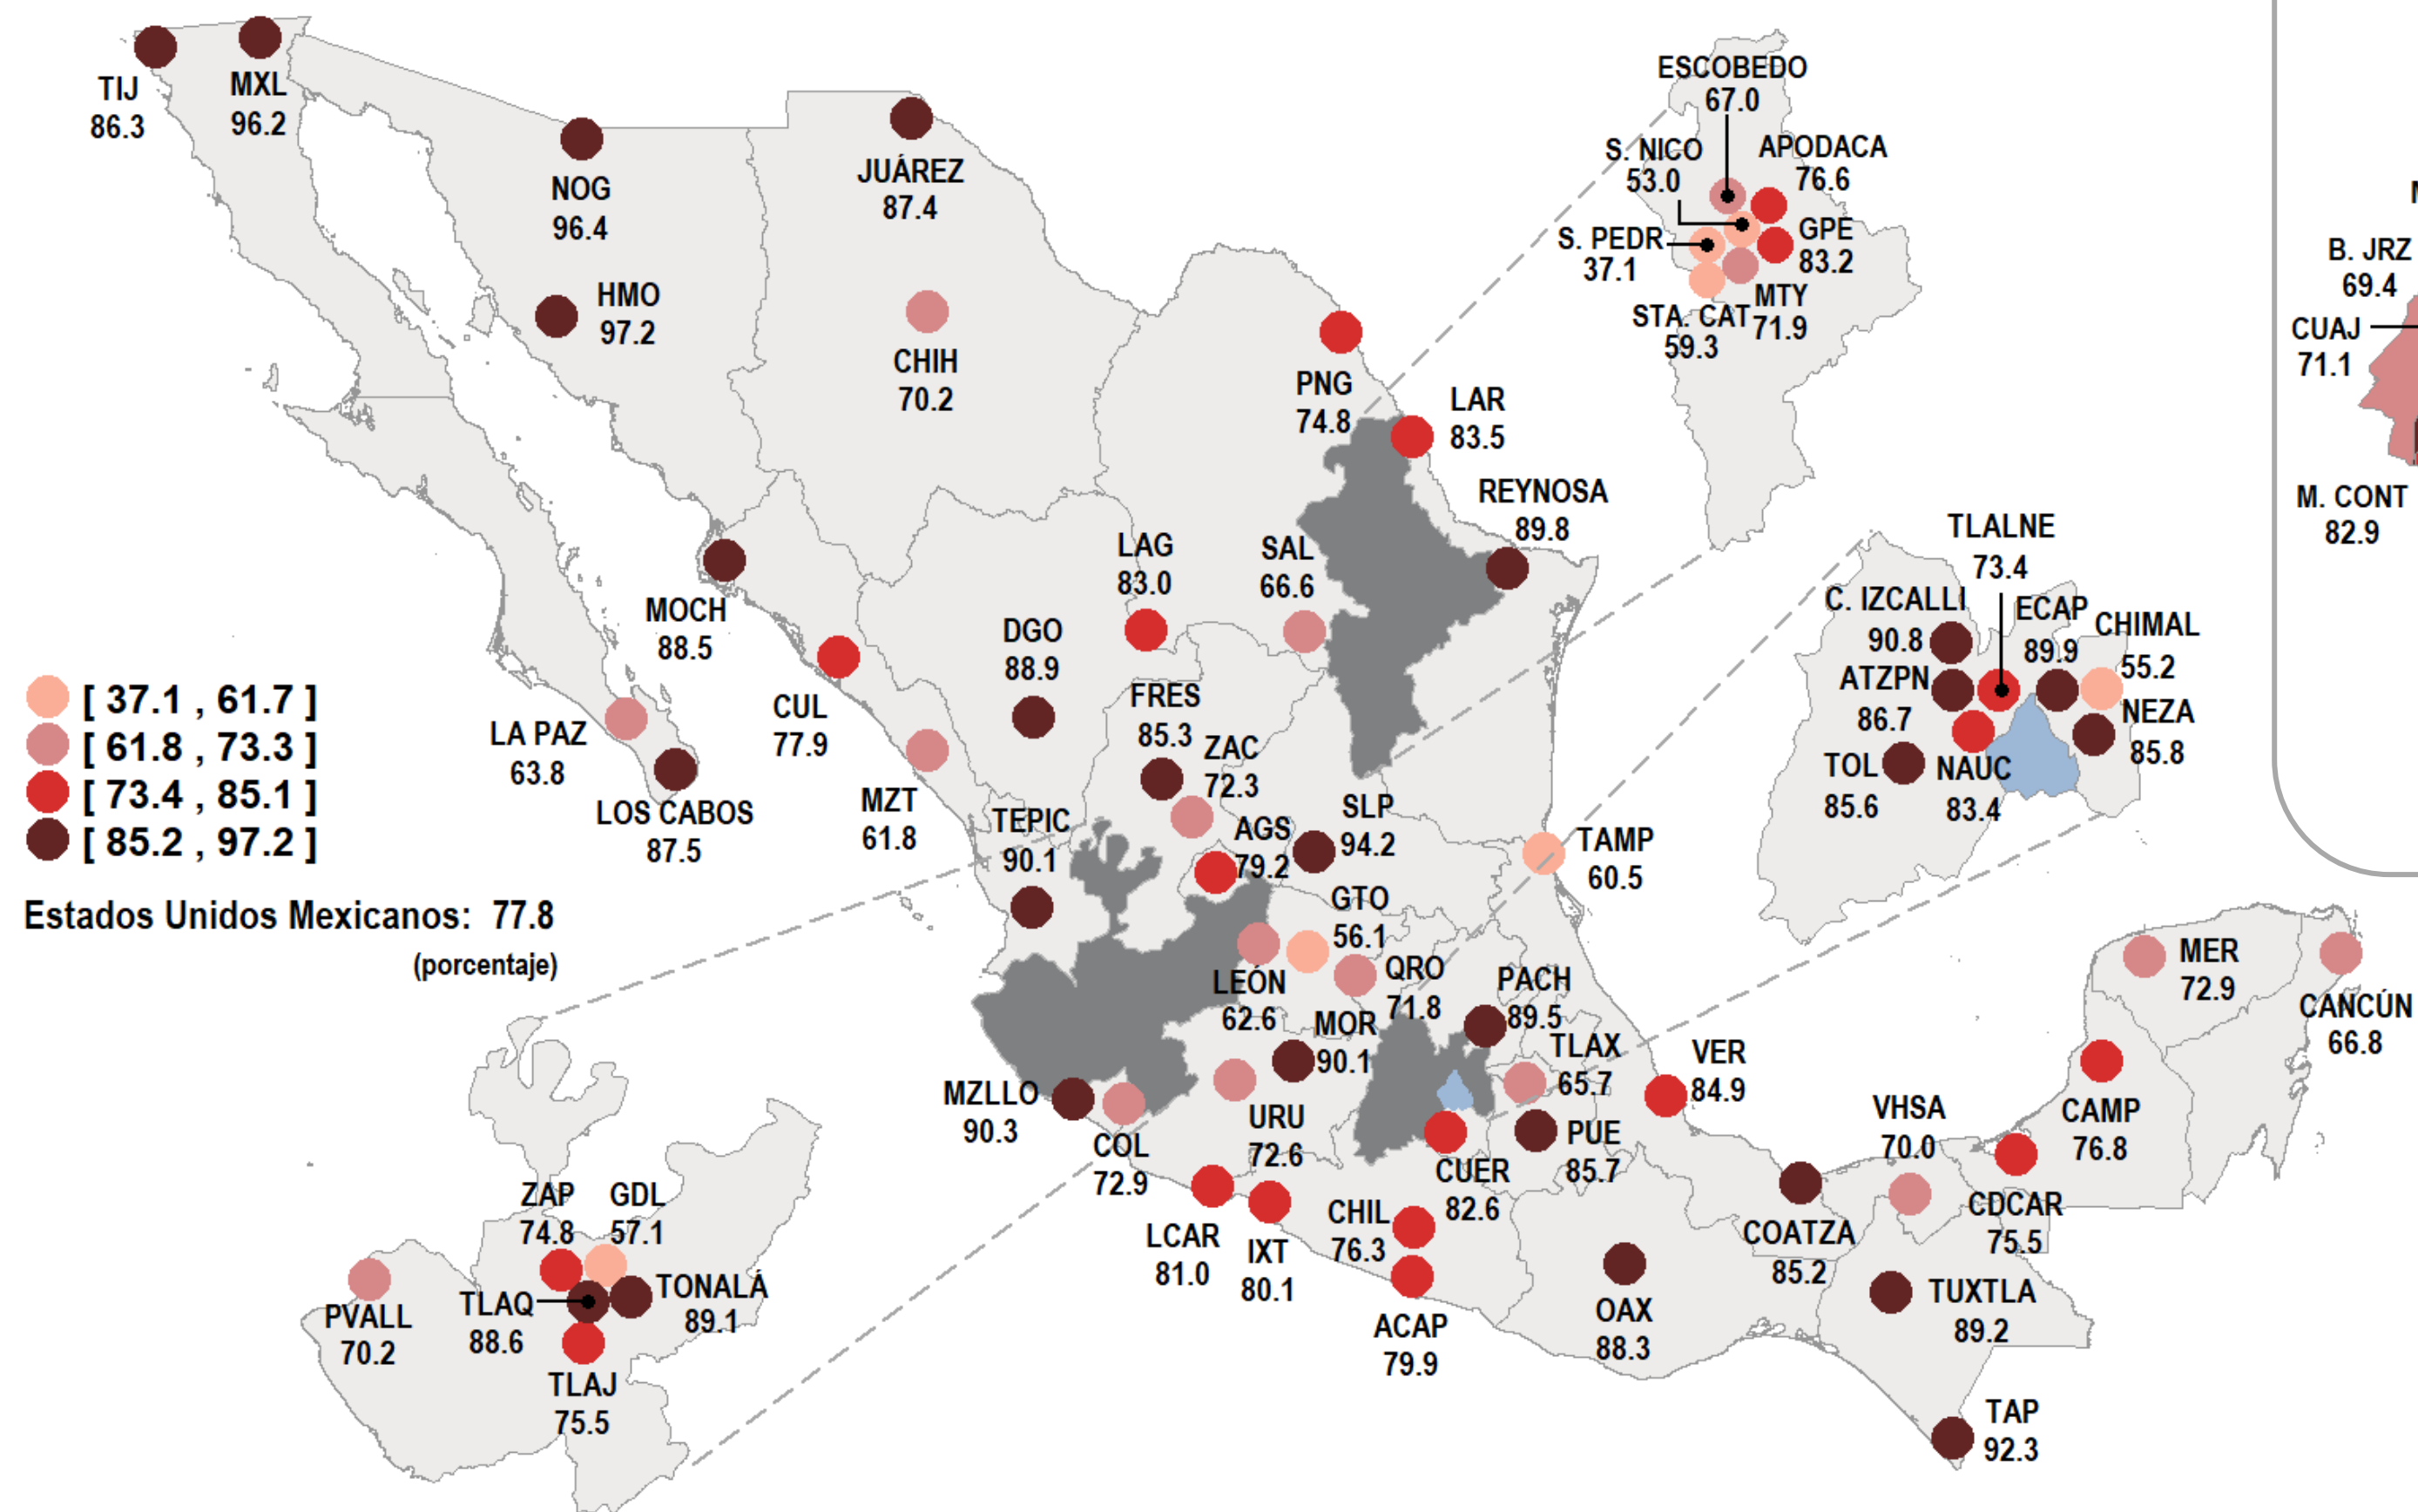 TIJ
86.3
MXL
96.2
NOG
96.4
HMO
97.2
JUÁREZ
87.4
CHIH
70.2
PNG
74.8
LAR
83.5
REYNOSA
89.8
ESCOBEDO
67.0
S. NICO
53.0
APODACA
76.6
S. PEDR
37.1
GPE
83.2
STA. CAT
59.3
MTY
71.9
B. JRZ
69.4
CUAJ
71.1
M. CONT
82.9
MOCH
88.5
CUL
77.9
MZT
61.8
LA PAZ
63.8
LOS CABOS
87.5
DGO
88.9
LAG
83.0
SAL
66.6
FRES
85.3
ZAC
72.3
TEPIC
90.1
AGS
79.2
SLP
94.2
TAMP
60.5
GTO
56.1
LEÓN
62.6
QRO
71.8
PACH
89.5
MOR
90.1
TLAX
65.7
MZLLO
90.3
COL
72.9
URU
72.6
CUER
82.6
PUE
85.7
VER
84.9
LCAR
81.0
IXT
80.1
CHIL
76.3
ACAP
79.9
OAX
88.3
COATZA
85.2
VHSA
70.0
CDCAR
75.5
CAMP
76.8
MER
72.9
CANCÚN
66.8
TUXTLA
89.2
TAP
92.3
TLALNE
73.4
C. IZCALLI
90.8
ECAP
89.9
CHIMAL
55.2
ATZPN
86.7
NEZA
85.8
TOL
85.6
NAUC
83.4
[ 37.1 , 61.7 ]
[ 61.8 , 73.3 ]
[ 73.4 , 85.1 ]
[ 85.2 , 97.2 ]
Estados Unidos Mexicanos: 77.8
(porcentaje)
ZAP
74.8
GDL
57.1
PVALL
70.2
TLAQ
88.6
TONALÁ
89.1
TLAJ
75.5